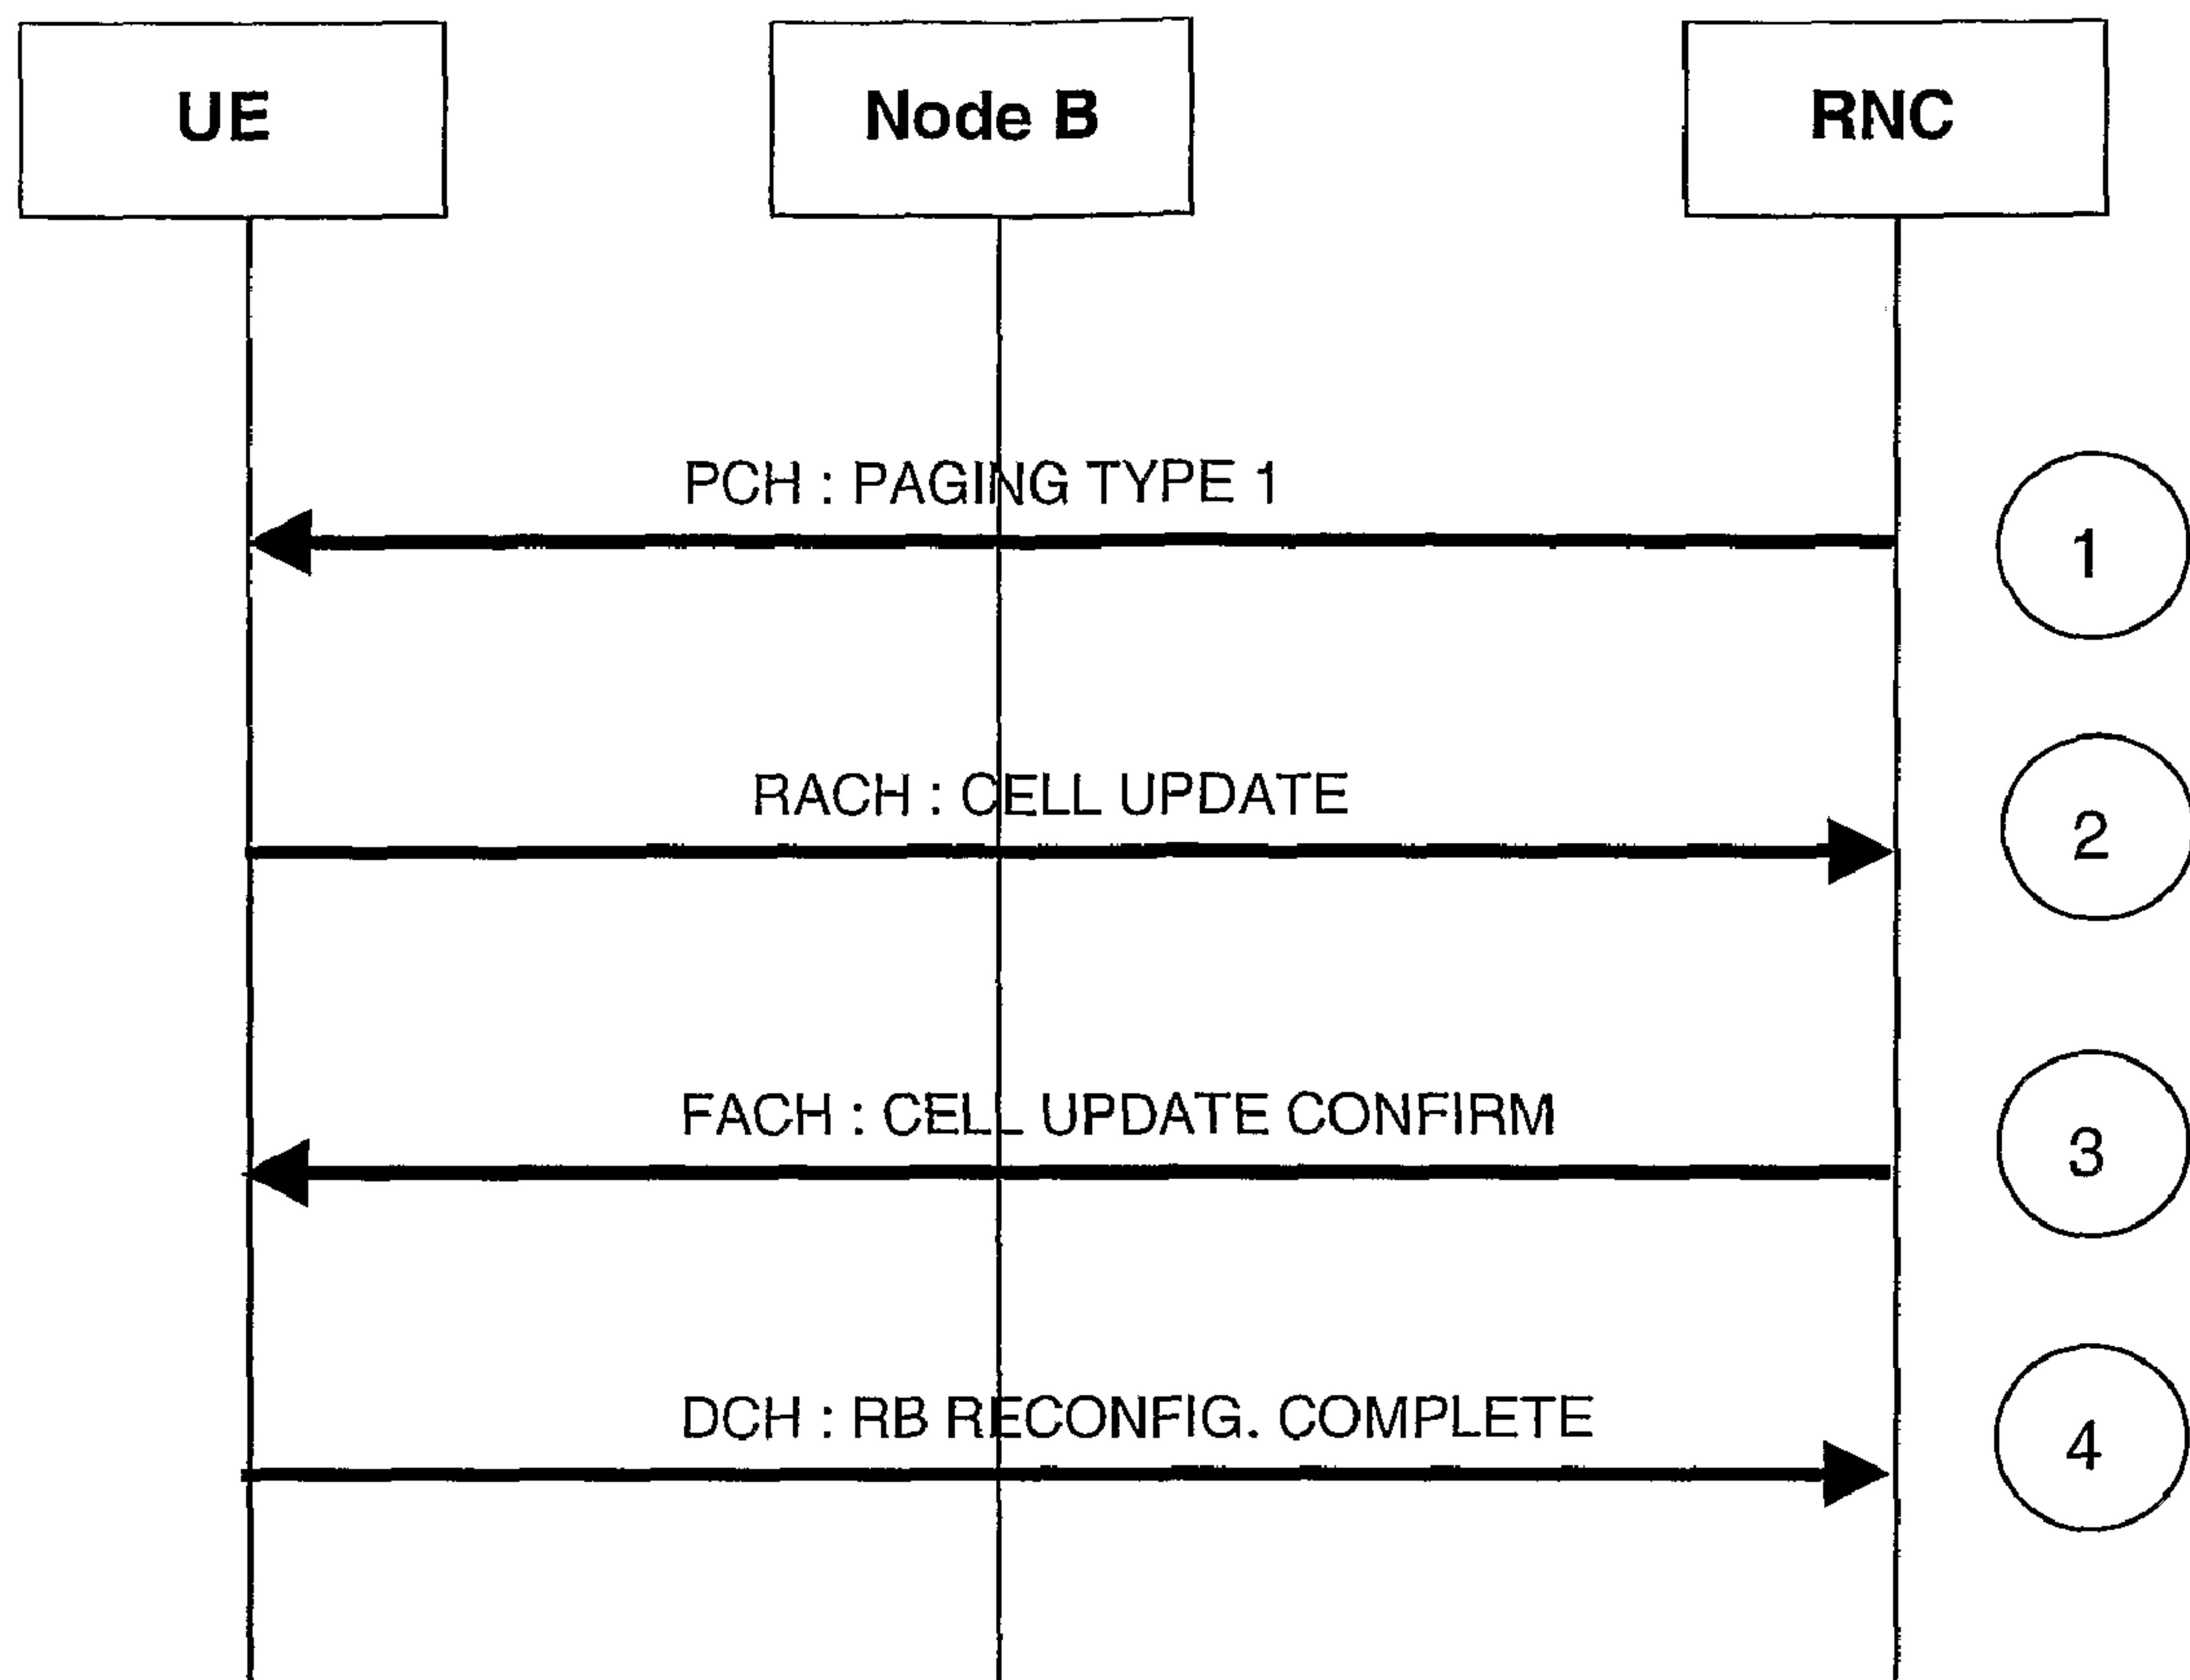 UE
Node B
RNC
PCH : PAGING TYPE 1
1
RACH : CELL UPDATE
2
FACH : CELL UPDATE CONFIRM
3
DCH : RB RECONFIG. COMPLETE
4